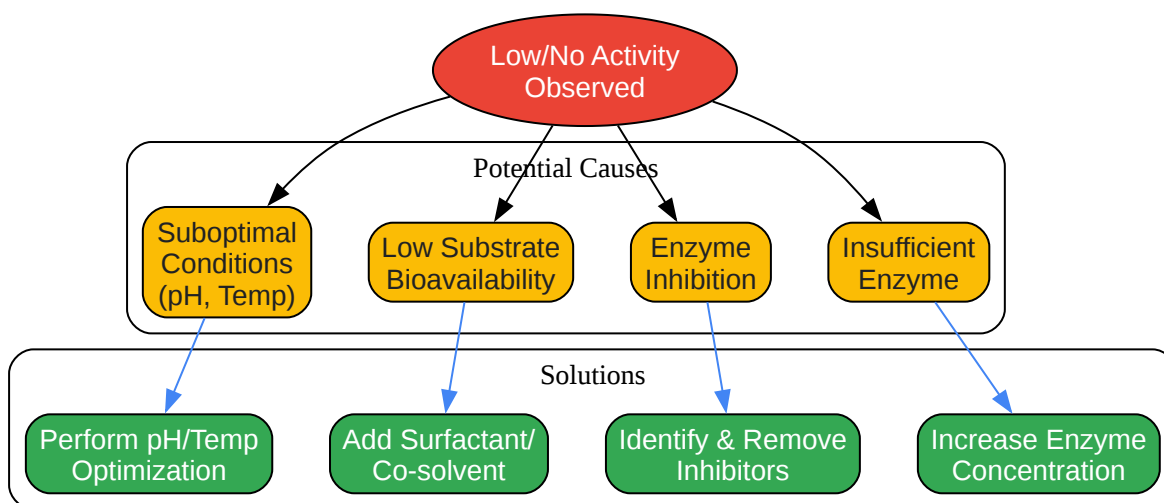 Low/No Activity
Observed
Potential Causes
Suboptimal
Conditions
(pH, Temp)
Low Substrate
Bioavailability
Enzyme
Inhibition
Insufficient
Enzyme
Solutions
Perform pH/Temp
Optimization
Add Surfactant/
Co-solvent
Identify & Remove
Inhibitors
Increase Enzyme
Concentration